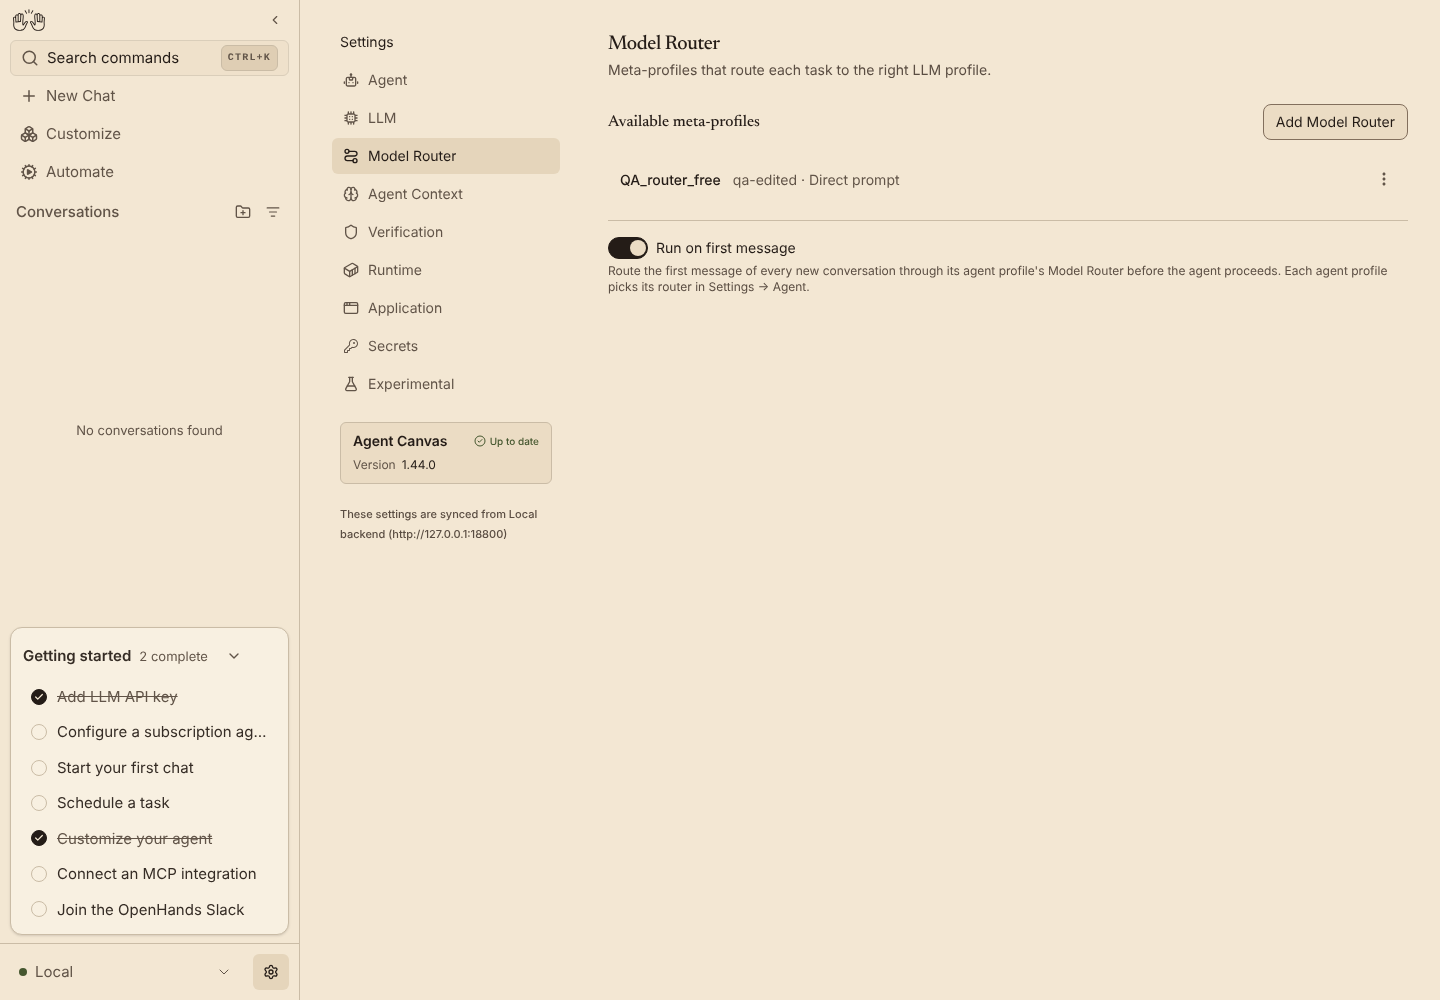 Search commands
CTRL+K
New Chat
Customize
Automate
Conversations
No conversations found
Getting started 2 complete
Add LLM API key
Configure a subscription ag...
Start your first chat
Schedule a task
Customize your agent
Connect an MCP integration
Join the OpenHands Slack
Local
Settings
Agent
LLM
Model Router
Agent Context
Verification
Runtime
Application
Secrets
Experimental
Agent Canvas
Up to date
Version 1.44.0
These settings are synced from Local
backend (http://127.0.0.1:18800)
Model Router
Meta-profiles that route each task to the right LLM profile.
Available meta-profiles
Add Model Router
QA_router_free qa-edited · Direct prompt
Run on first message
Route the first message of every new conversation through its agent profile's Model Router before the agent proceeds. Each agent profile
picks its router in Settings → Agent.